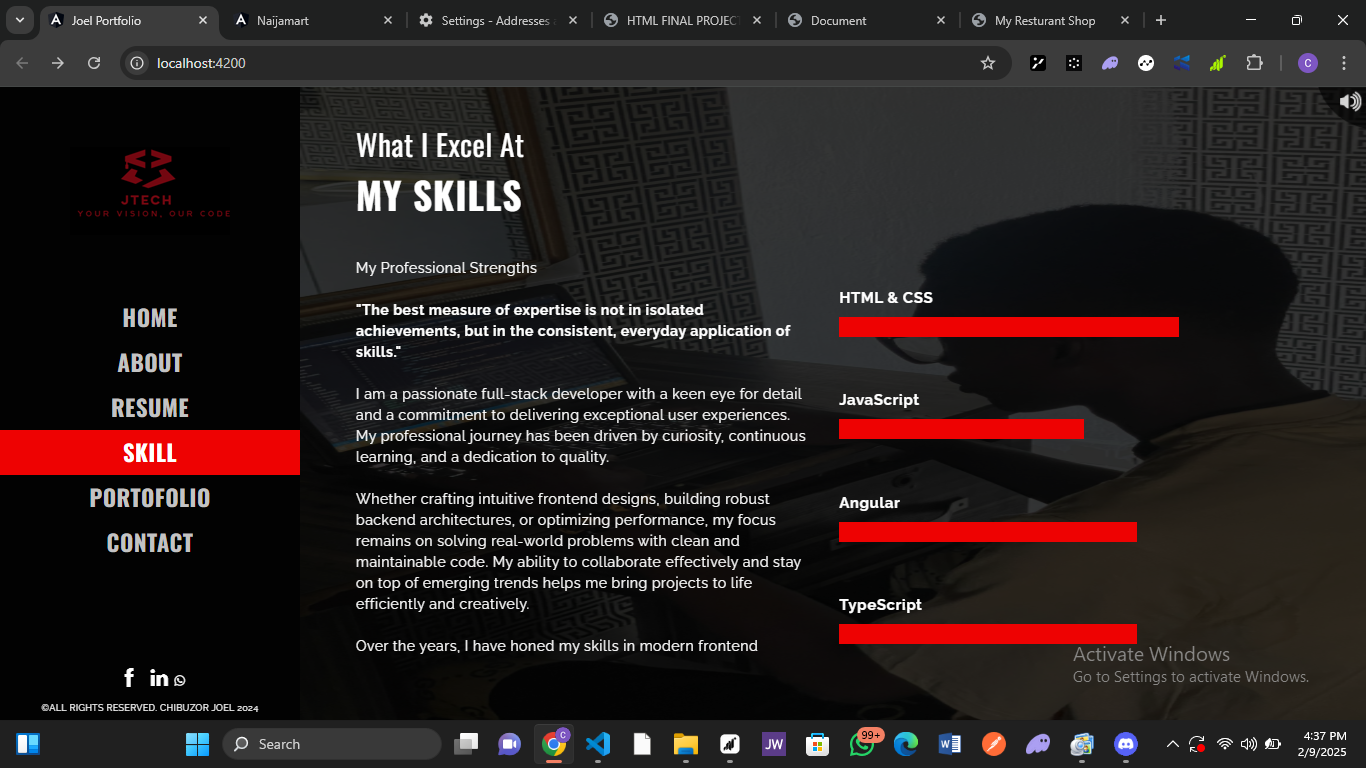 Joel Portfolio
Naijamart
Settings - Addresses
HTML FINAL PROJECT
Document
My Resturant Shop
localhost:4200
C
JTECH
YOUR VISION, OUR CODE
HOME
ABOUT
RESUME
SKILL
PORTOFOLIO
CONTACT
f in
©ALL RIGHTS RESERVED. CHIBUZOR JOEL 2024
What I Excel At
MY SKILLS
My Professional Strengths
"The best measure of expertise is not in isolated
achievements, but in the consistent, everyday application of
skills."
I am a passionate full-stack developer with a keen eye for detail
and a commitment to delivering exceptional user experiences.
My professional journey has been driven by curiosity, continuous
learning, and a dedication to quality.
Whether crafting intuitive frontend designs, building robust
backend architectures, or optimizing performance, my focus
remains on solving real-world problems with clean and
maintainable code. My ability to collaborate effectively and stay
on top of emerging trends helps me bring projects to life
efficiently and creatively.
Over the years, I have honed my skills in modern frontend
HTML & CSS
JavaScript
Angular
TypeScript
Activate Windows
Go to Settings to activate Windows.
Search
C
JW
99+
W
4:37 PM
2/9/2025